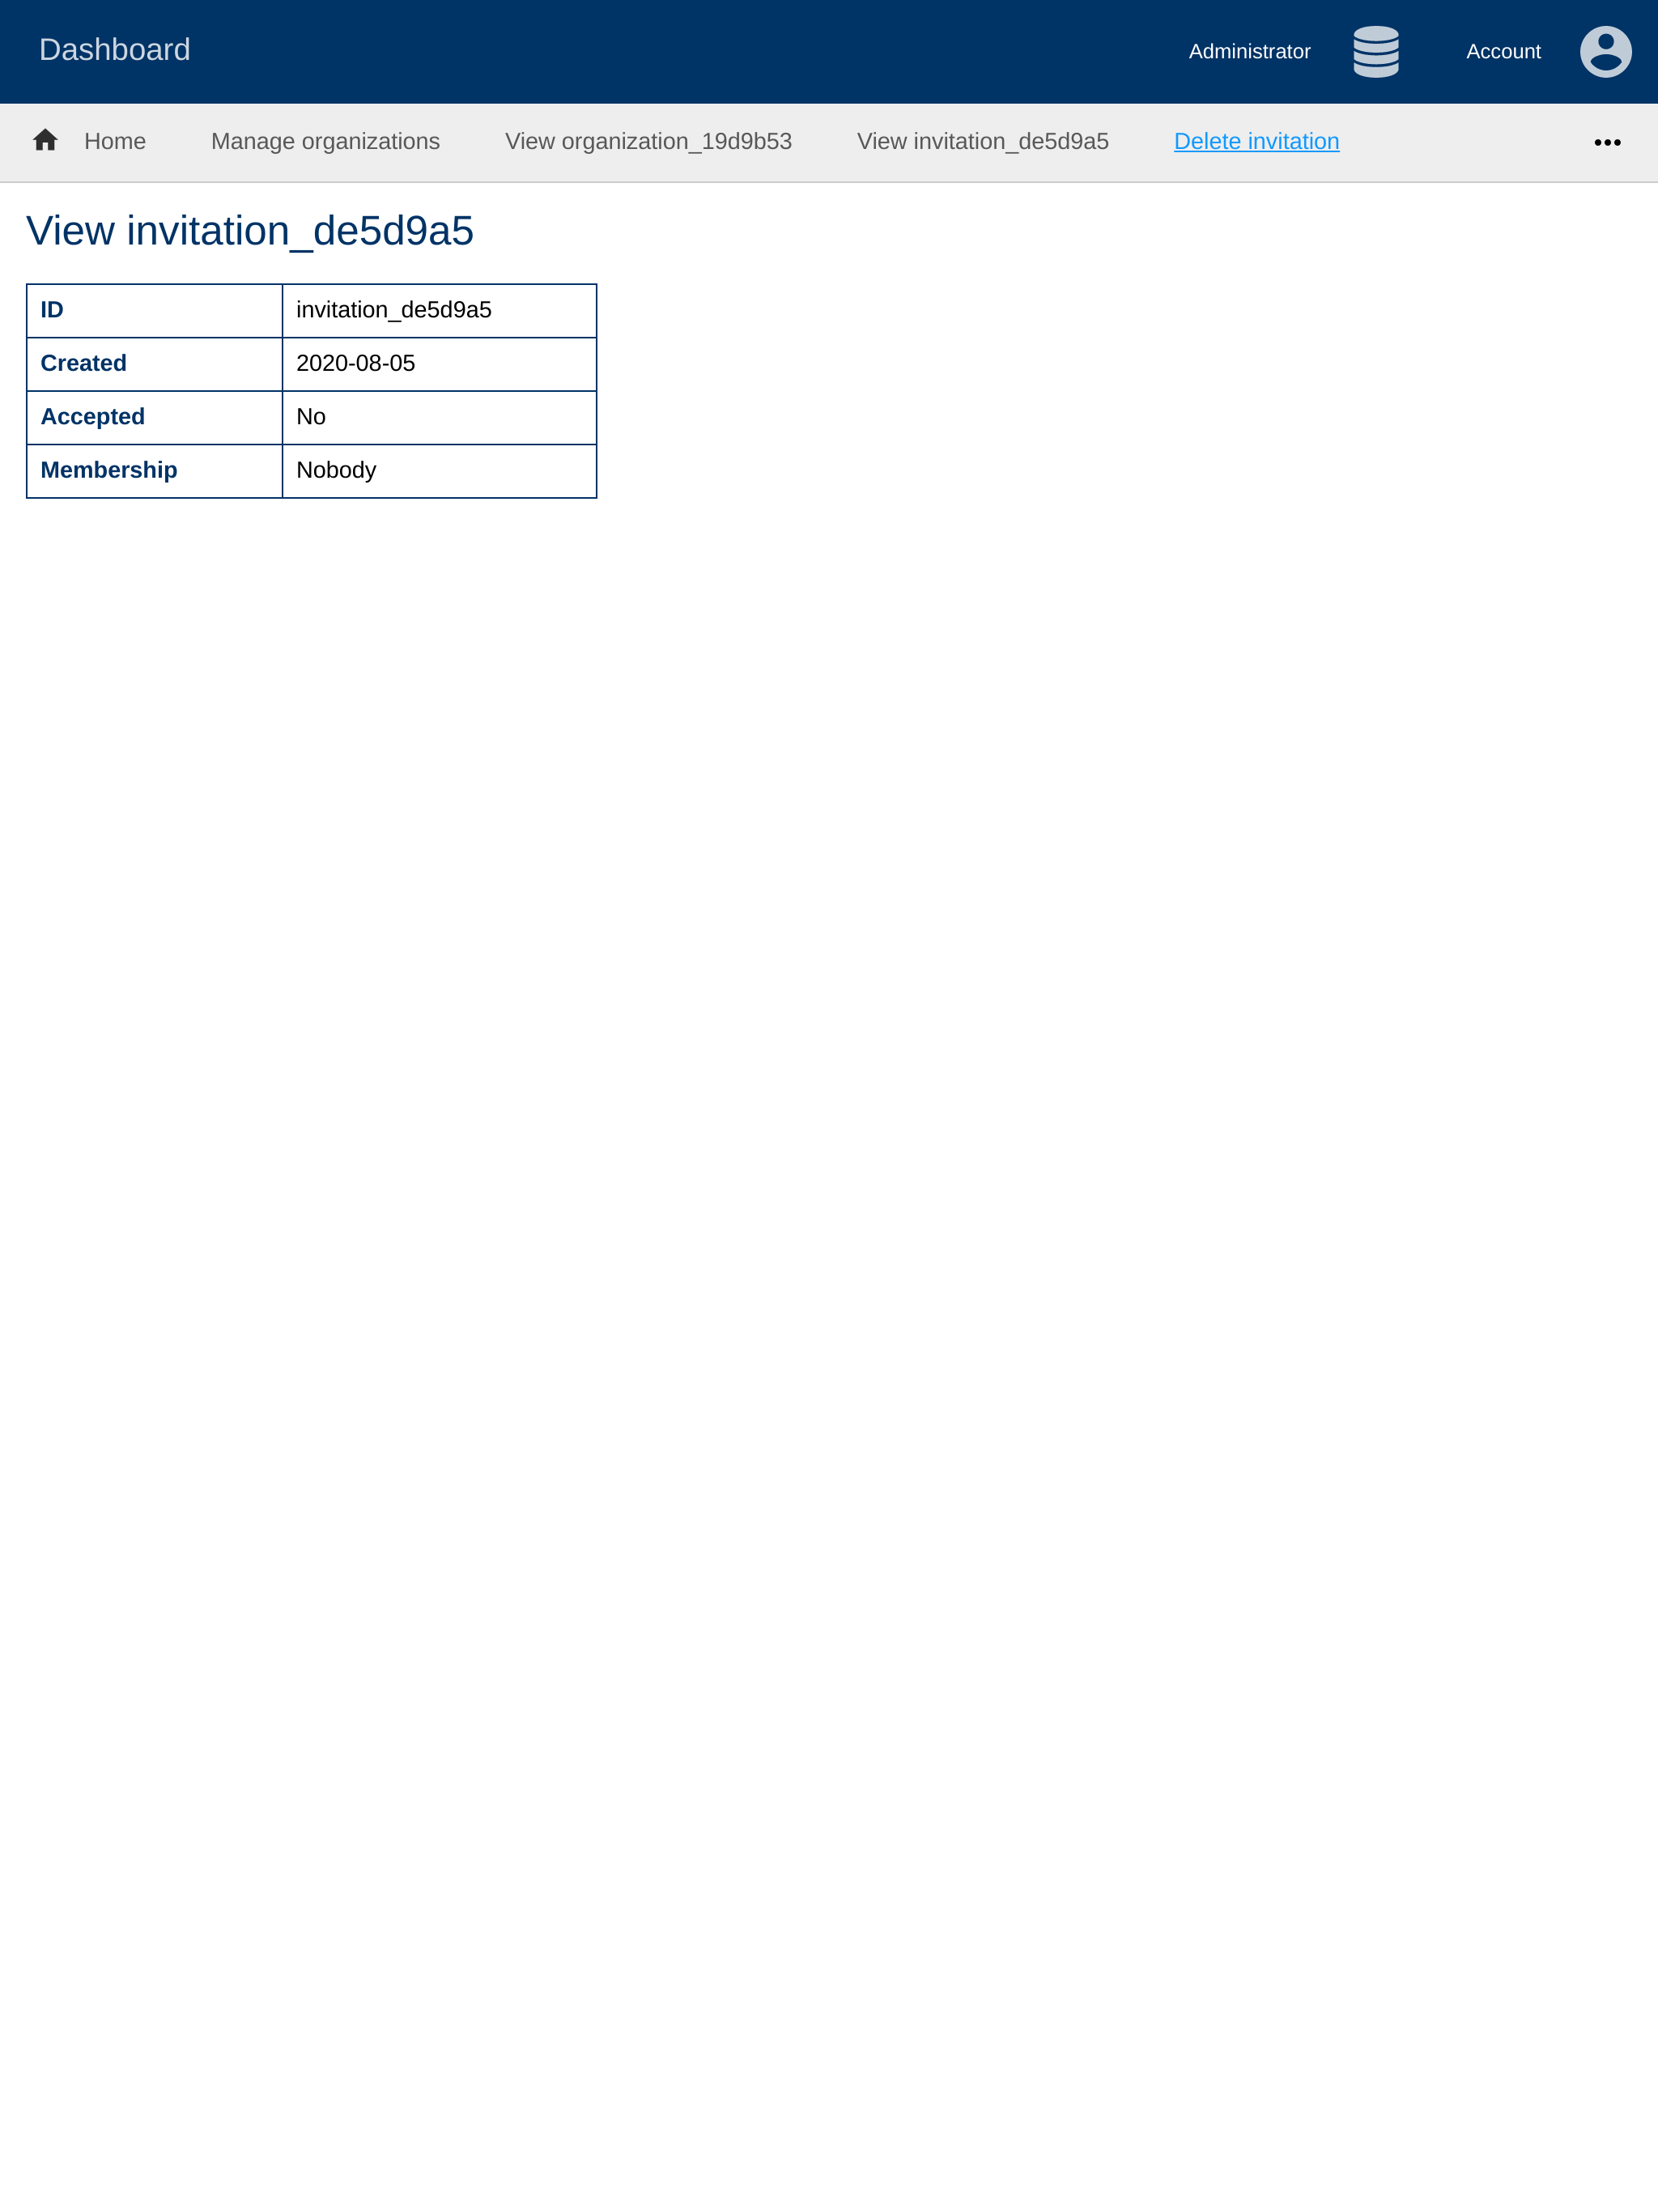 Dashboard Administrator Account
Home Manage organizations View organization_19d9b53 View invitation_de5d9a5 Delete invitation
View invitation_de5d9a5
ID invitation_de5d9a5
Created 2020-08-05
Accepted No
Membership Nobody